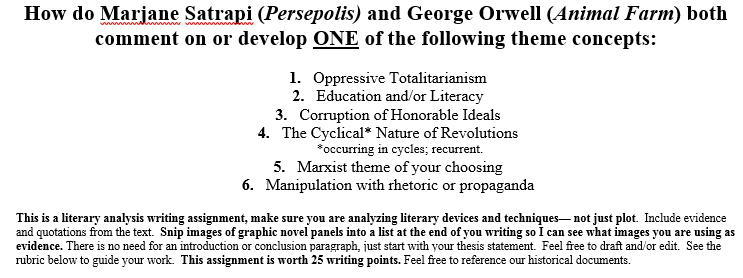 How do Marjane Satrapi (Persepolis) and George Orwell (Animal Farm) both
comment on or develop ONE of the following theme concepts:
1. Oppressive Totalitarianism
2. Education and/or Literacy
3. Corruption of Honorable Ideals
4. The Cyclical* Nature of Revolutions
*occurring in cycles; recurrent.
5. Marxist theme of your choosing
6. Manipulation with rhetoric or propaganda
This is a literary analysis writing assignment, make sure you are analyzing literary devices and techniques— not just plot. Include evidence
and quotations from the text. Snip images of graphic novel panels into a list at the end of you writing so I can see what images you are using as
evidence. There is no need for an introduction or conclusion paragraph, just start with your thesis statement. Feel free to draft and/or edit. See the
rubric below to guide your work. This assignment is worth 25 writing points. Feel free to reference our historical documents.